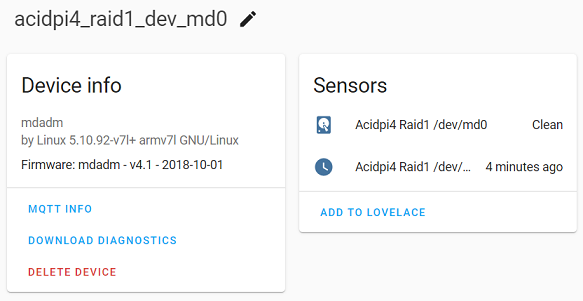 acidpi4_raid1_dev_md0
Device info
mdadm
by Linux 5.10.92-v7l+ armv7l GNU/Linux
Firmware: mdadm - v4.1 - 2018-10-01
MQTT INFO
DOWNLOAD DIAGNOSTICS
DELETE DEVICE
Sensors
Acidpi4 Raid1 /dev/md0 Clean
Acidpi4 Raid1 /dev/... 4 minutes ago
ADD TO LOVELACE